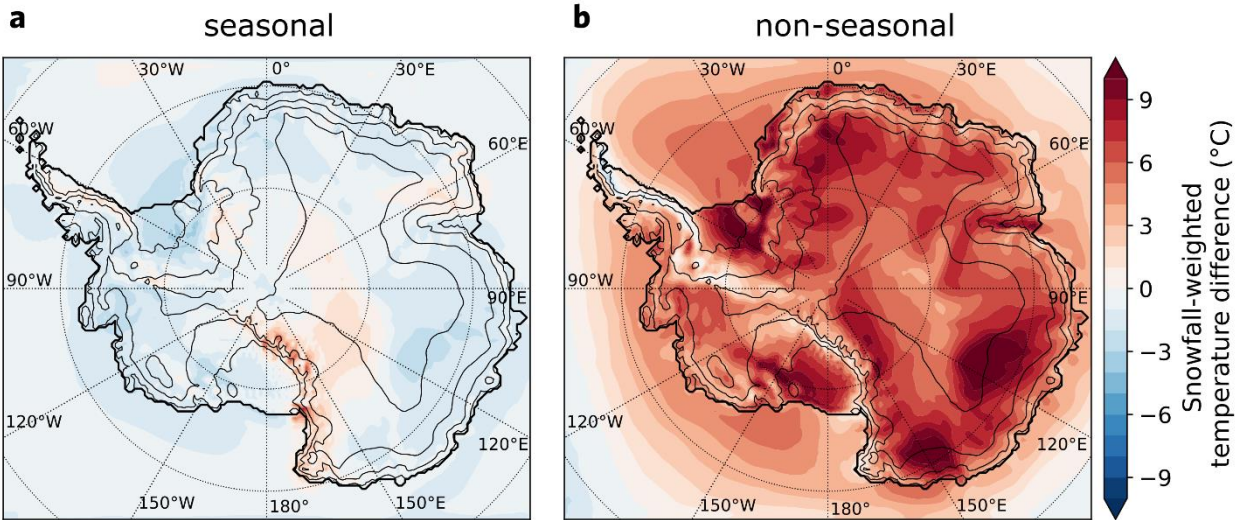 a
seasonal
b
non-seasonal
30°W
0°
30°E
60°W
60°E
90°W
90°E
120°W
120°E
150°W
180°
150°E
30°W
0°
30°E
60°W
60°E
90°W
90°E
120°W
120°E
150°W
180°
150°E
9
6
3
0
−3
−6
−9
Snowfall-weighted
temperature difference (°C)